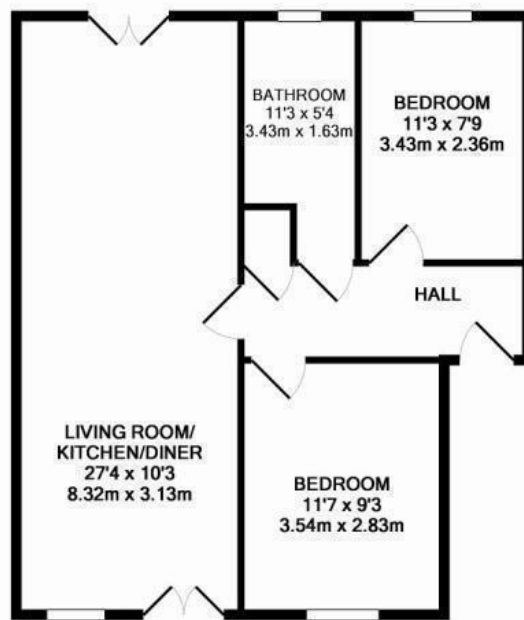 BATHROOM
11'3 x 5'4
3.43m x 1.63m
BEDROOM
11'3 x 7'9
3.43m x 2.36m
HALL
LIVING ROOM/
KITCHEN/DINER
27'4 x 10'3
8.32m x 3.13m
BEDROOM
11'7 x 9'3
3.54m x 2.83m